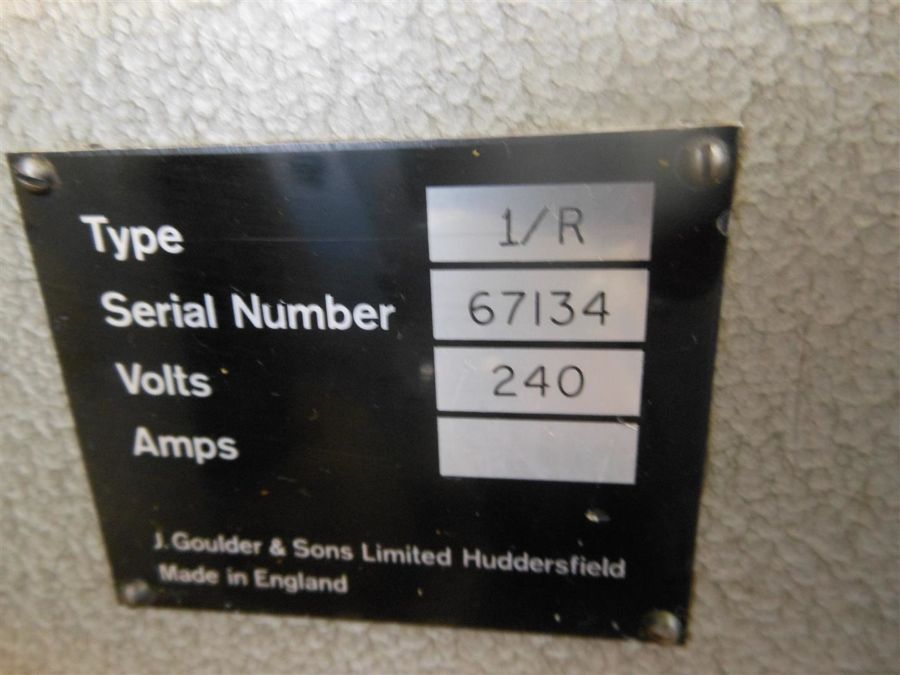 Type 1/R
Serial Number 67134
Volts 240
Amps
J. Goulder & Sons Limited Huddersfield
Made in England